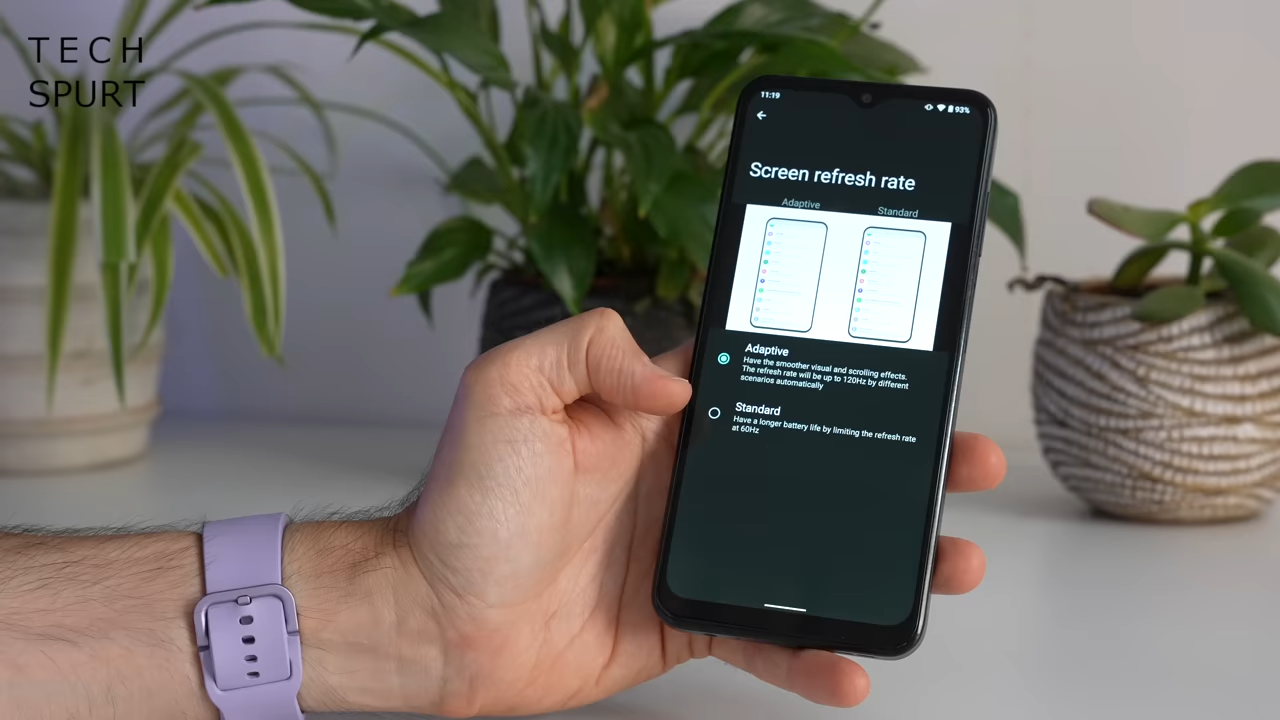 TECH
SPURT
11:19
93%
Screen refresh rate
Adaptive
Standard
Adaptive
Have the smoother visual and scrolling effects.
The refresh rate will be up to 120Hz by different
scenarios automatically
Standard
Have a longer battery life by limiting the refresh rate
at 60Hz